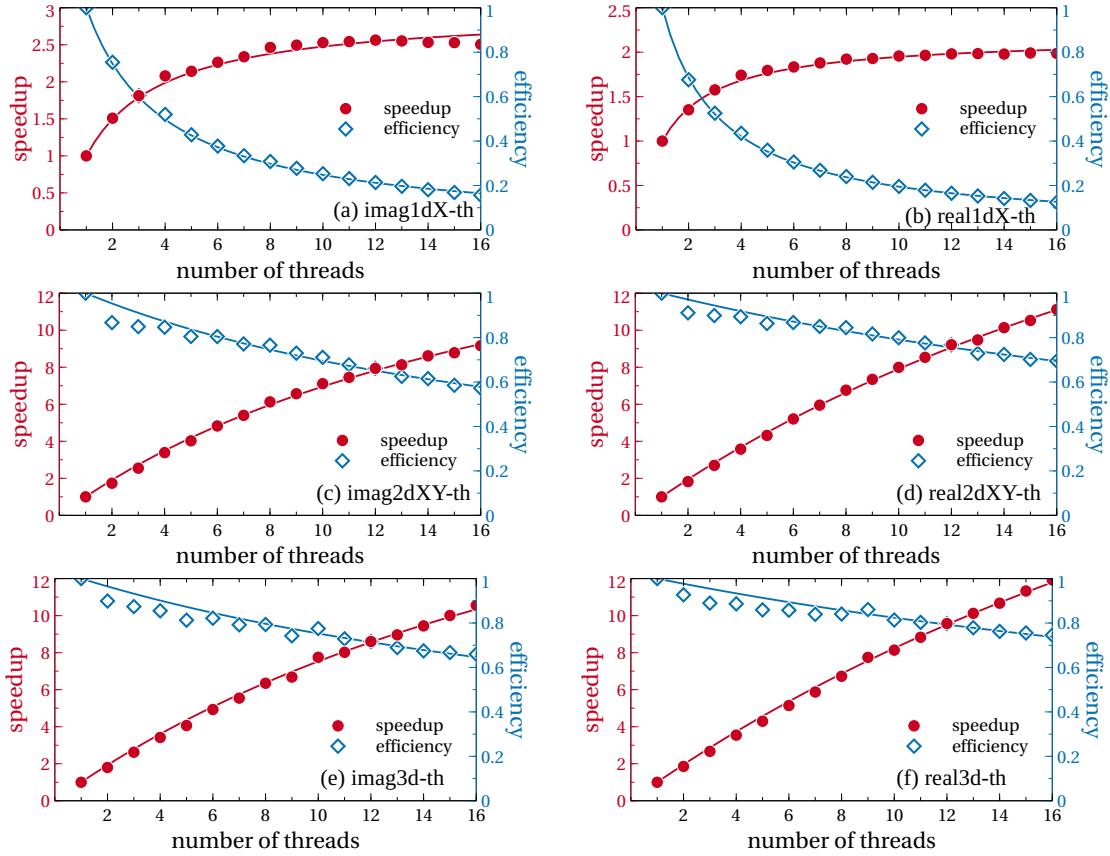 3
2.5
2
1.5
1
0.5
0
speedup
1
0.8
0.6
0.4
0.2
0
efficiency
speedup
efficiency
(a) imag1dX-th
2 4 6 8 10 12 14 16
number of threads
2.5
2
1.5
1
0.5
0
speedup
1
0.8
0.6
0.4
0.2
0
efficiency
speedup
efficiency
(b) real1dX-th
2 4 6 8 10 12 14 16
number of threads
12
10
8
6
4
2
0
speedup
1
0.8
0.6
0.4
0.2
0
efficiency
speedup
efficiency
(c) imag2dXY-th
2 4 6 8 10 12 14 16
number of threads
12
10
8
6
4
2
0
speedup
1
0.8
0.6
0.4
0.2
0
efficiency
speedup
efficiency
(d) real2dXY-th
2 4 6 8 10 12 14 16
number of threads
12
10
8
6
4
2
0
speedup
1
0.8
0.6
0.4
0.2
0
efficiency
speedup
efficiency
(e) imag3d-th
2 4 6 8 10 12 14 16
number of threads
12
10
8
6
4
2
0
speedup
1
0.8
0.6
0.4
0.2
0
efficiency
speedup
efficiency
(f) real3d-th
2 4 6 8 10 12 14 16
number of threads